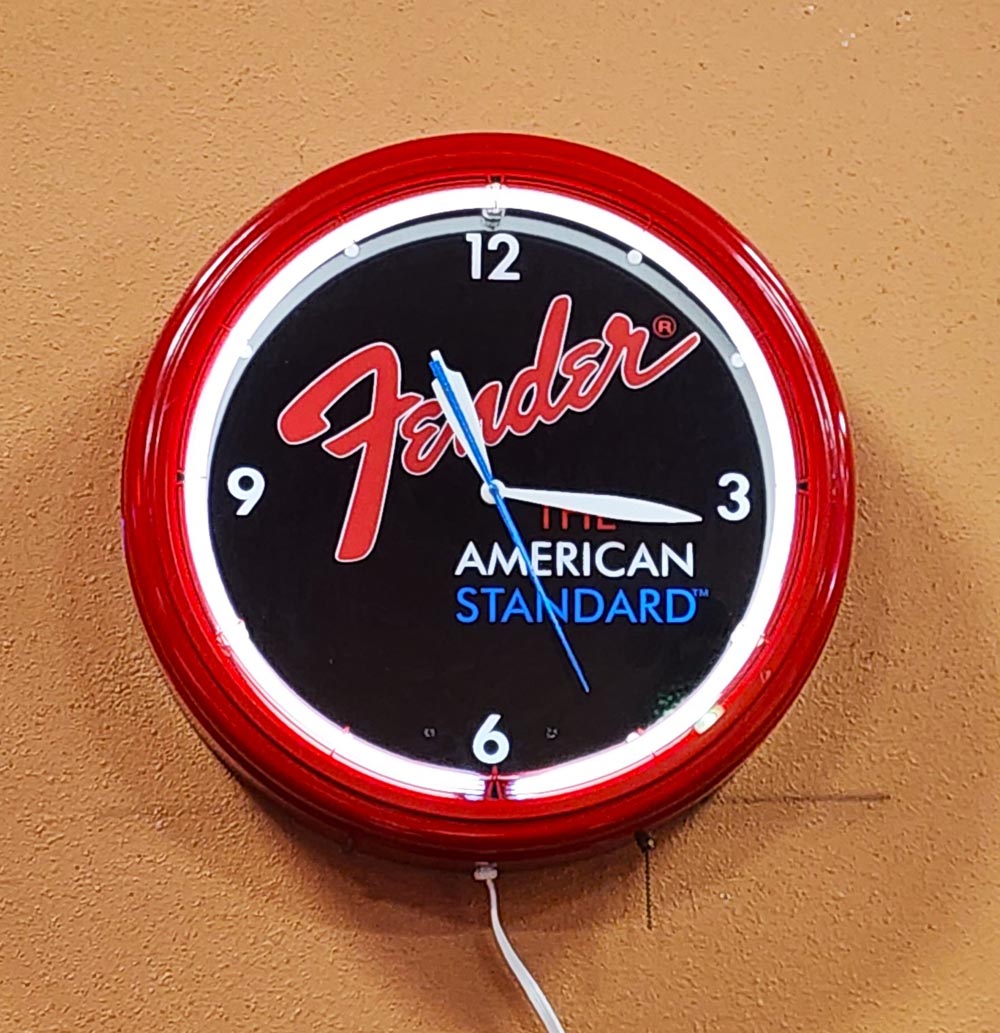 12
Fender®
9
3
THE
AMERICAN
STANDARD™
6